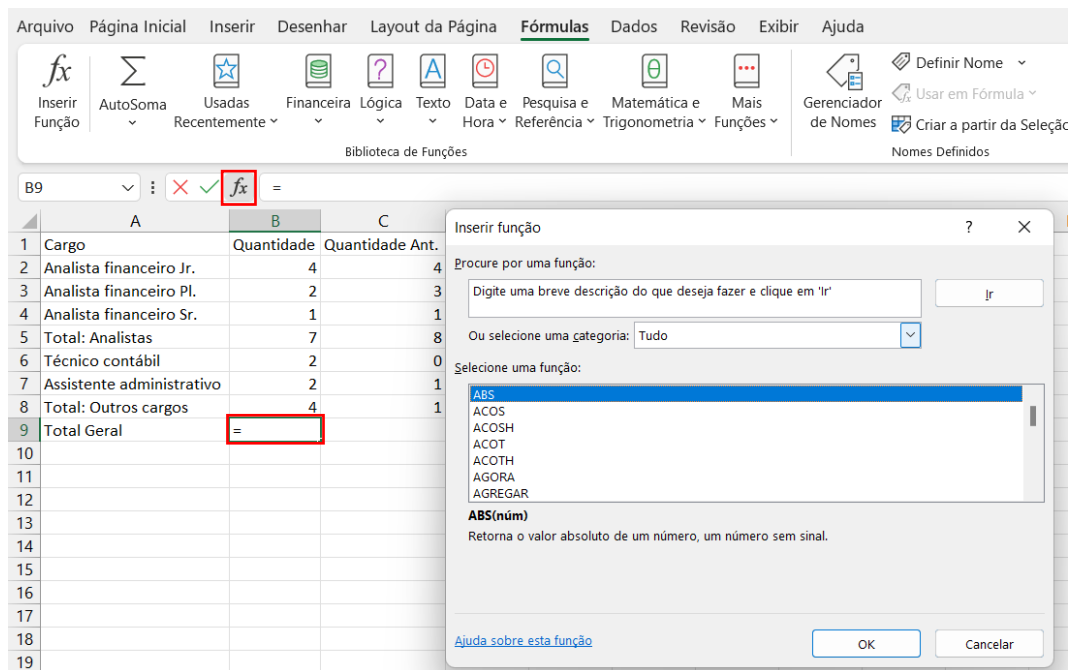 Arquivo Página Inicial Inserir Desenhar Layout da Página Fórmulas Dados Revisão Exibir Ajuda
fx Inserir Função
AutoSoma
Usadas Recentemente
Financeira
Lógica
Texto
Data e Hora
Pesquisa e Referência
Matemática e Trigonometria
Mais Funções
Biblioteca de Funções
Gerenciador de Nomes
Definir Nome
Usar em Fórmula
Criar a partir da Seleção
Nomes Definidos
B9 fx =
A B C
1 Cargo Quantidade Quantidade Ant.
2 Analista financeiro Jr. 4 4
3 Analista financeiro Pl. 2 3
4 Analista financeiro Sr. 1 1
5 Total: Analistas 7 8
6 Técnico contábil 2 0
7 Assistente administrativo 2 1
8 Total: Outros cargos 4 1
9 Total Geral =
10
11
12
13
14
15
16
17
18
19
Inserir função ?
Procure por uma função:
Digite uma breve descrição do que deseja fazer e clique em 'Ir'
Ir
Ou selecione uma categoria: Tudo
Selecione uma função:
ABS
ACOS
ACOSH
ACOT
ACOTH
AGORA
AGREGAR
ABS(núm)
Retorna o valor absoluto de um número, um número sem sinal.
Ajuda sobre esta função
OK Cancelar